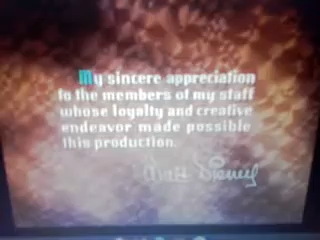 My sincere appreciation
to the members of my staff
whose loyalty and creative
endeavor made possible
this production.
Walt Disney